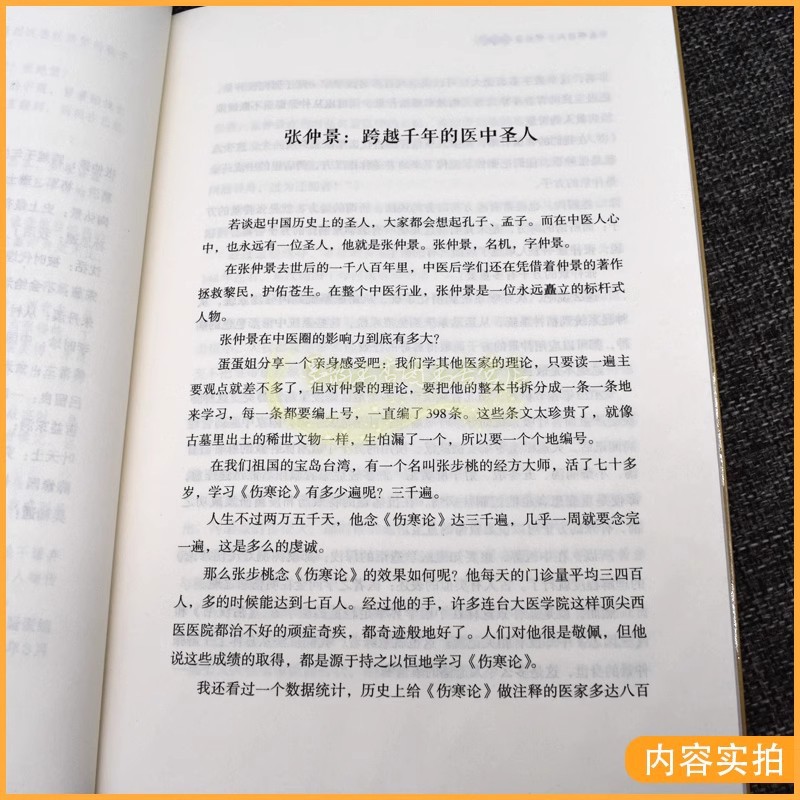 张仲景：跨越千年的医中圣人
若谈起中国历史上的圣人，大家都会想起孔子、孟子。而在中医人心
中，也永远有一位圣人，他就是张仲景。张仲景，名机，字仲景。
在张仲景去世后的一千八百年里，中医后学们还在凭借着仲景的著作
拯救黎民，护佑苍生。在整个中医行业，张仲景是一位永远矗立的标杆式
人物。
张仲景在中医圈的影响力到底有多大？
蛋蛋姐分享一个亲身感受吧：我们学其他医家的理论，只要读一遍主
要观点就差不多了，但对仲景的理论，要把他的整本书拆分成一条一条地
来学习，每一条都要编上号，一直编了398条。这些条文太珍贵了，就像
古墓里出土的稀世文物一样，生怕漏了一个，所以要一个个地编号。
在我们祖国的宝岛台湾，有一个名叫张步桃的经方大师，活了七十多
岁，学习《伤寒论》有多少遍呢？三千遍。
人生不过两万五千天，他念《伤寒论》达三千遍，几乎一周就要念完
一遍，这是多么的虔诚。
那么张步桃念《伤寒论》的效果如何呢？他每天的门诊量平均三四百
人，多的时候能达到七百人。经过他的手，许多连台大医学院这样顶尖西
医医院都治不好的顽症奇疾，都奇迹般地好了。人们对他很是敬佩，但他
说这些成绩的取得，都是源于持之以恒地学习《伤寒论》。
我还看过一个数据统计，历史上给《伤寒论》做注释的医家多达八百
内容实拍